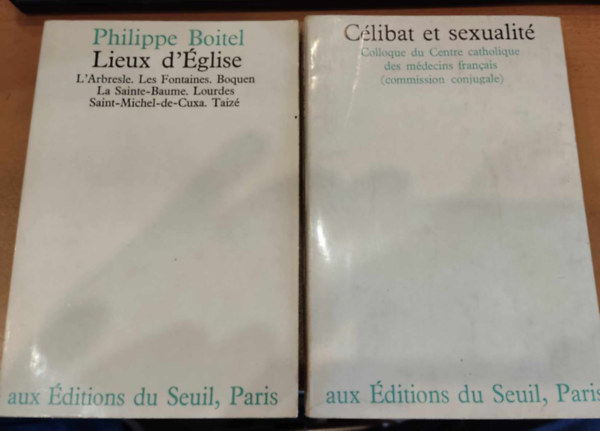 Philippe Boitel
Lieux d'Église
L'Arbresle. Les Fontaines. Boquen
La Sainte-Baume. Lourdes
Saint-Michel-de-Cuxa. Taizé
aux Éditions du Seuil, Paris
Célibat et sexualité
Colloque du Centre catholique
des médecins français
(commission conjugale)
aux Éditions du Seuil, Paris